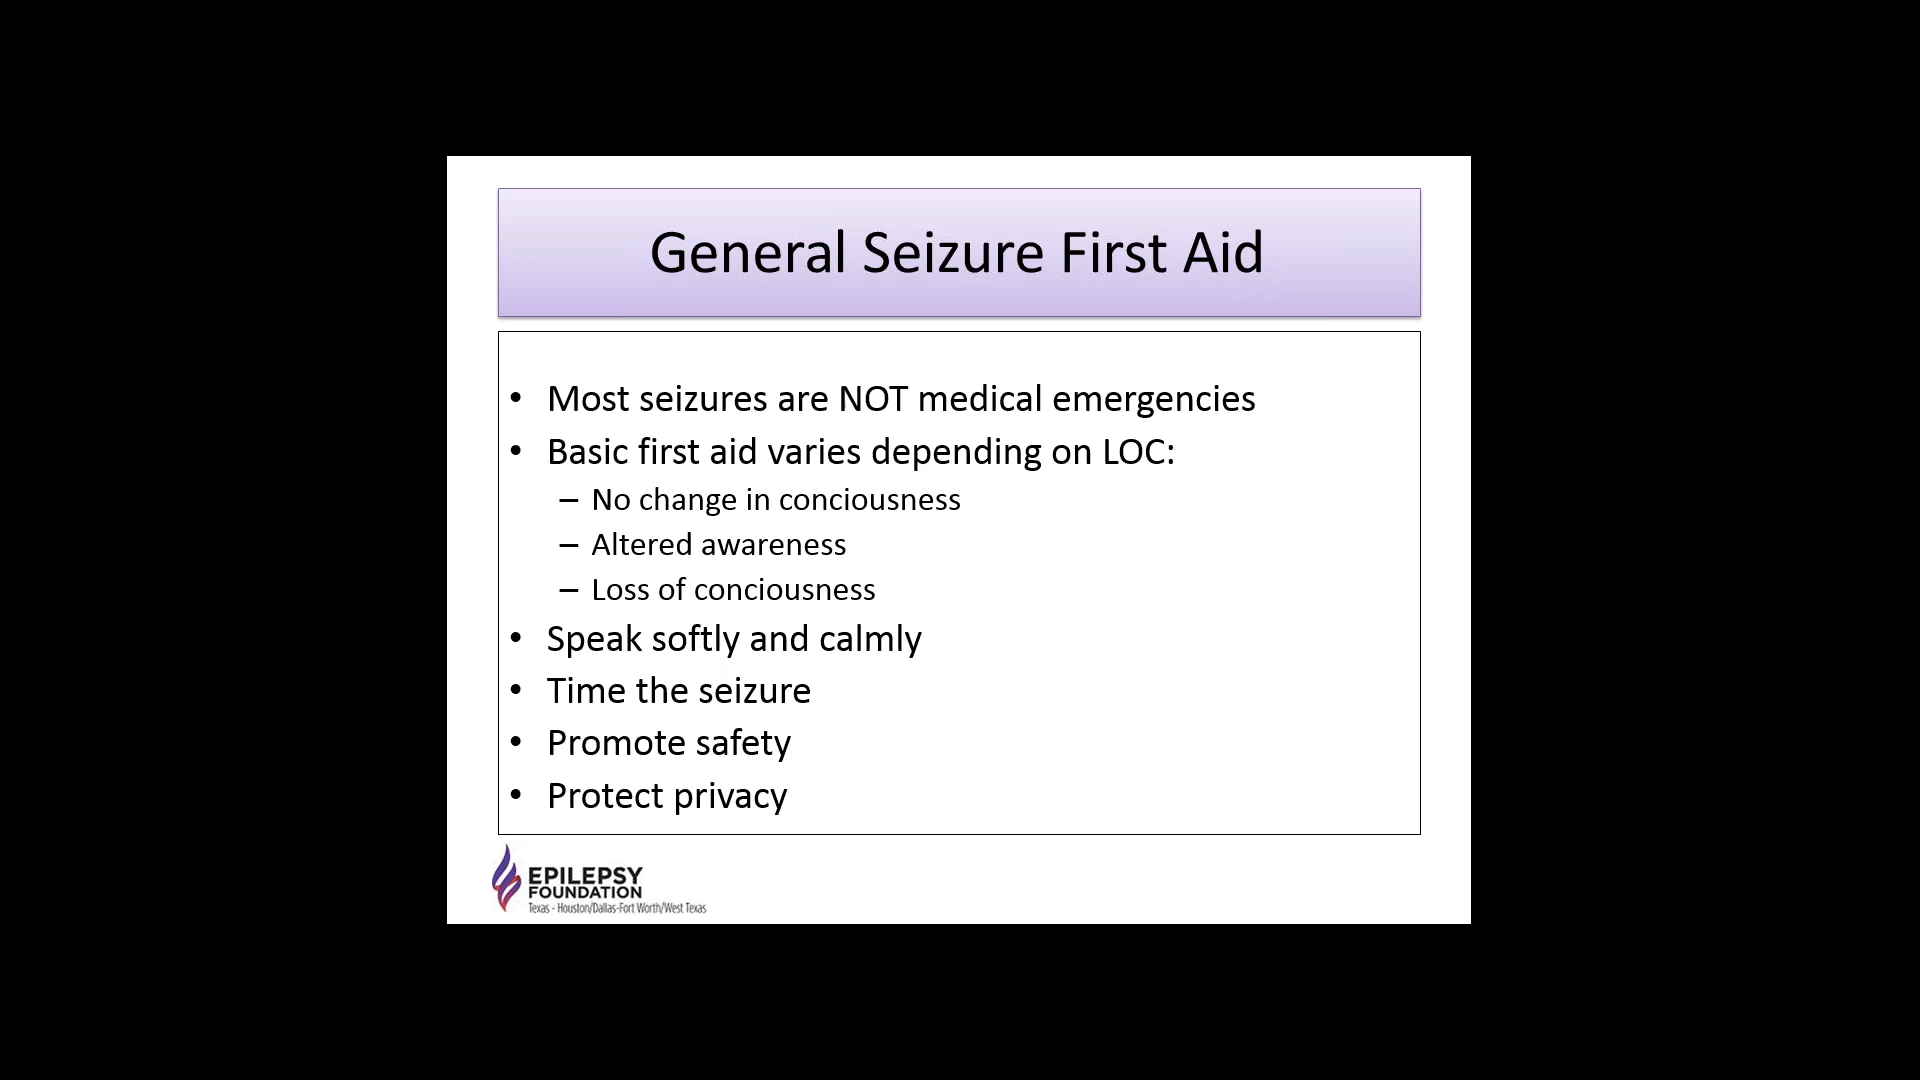 General Seizure First Aid
• Most seizures are NOT medical emergencies
• Basic first aid varies depending on LOC:
– No change in conciousness
– Altered awareness
– Loss of conciousness
• Speak softly and calmly
• Time the seizure
• Promote safety
• Protect privacy
EPILEPSY
FOUNDATION
Texas - Houston/Dallas-Fort Worth/West Texas